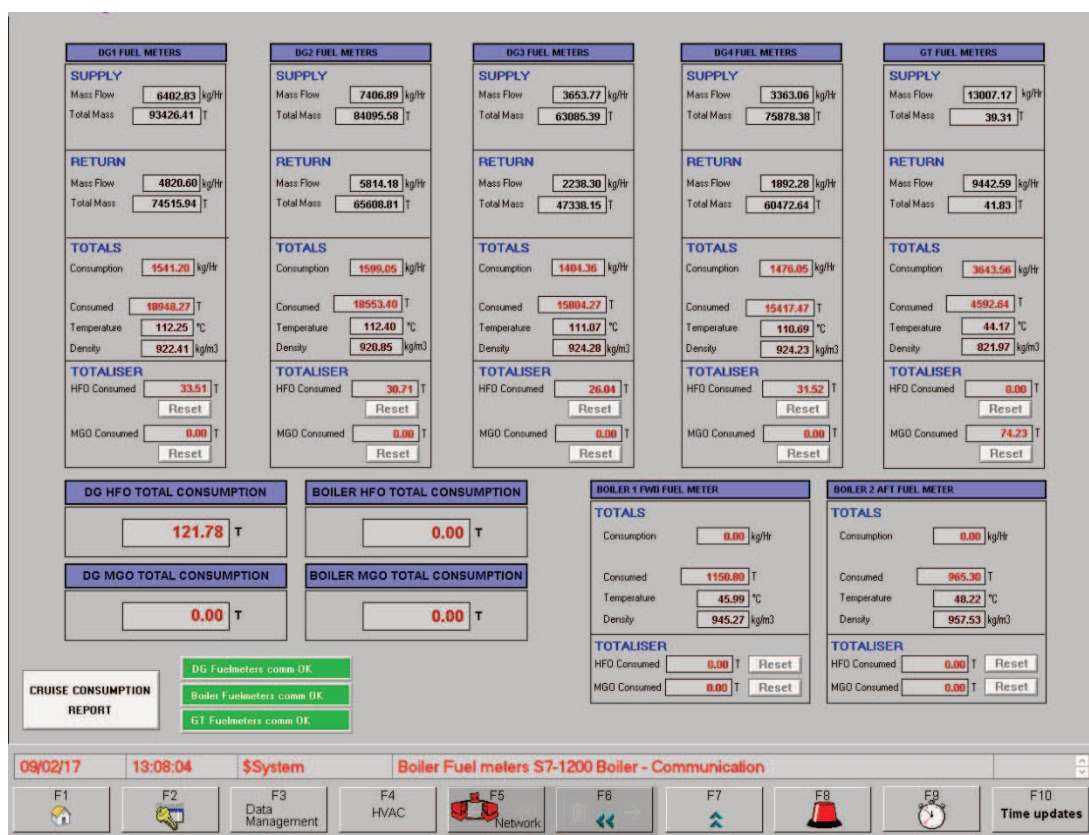 DG1 FUEL METERS
SUPPLY
Mass Flow 6402.83 kg/Hr
Total Mass 93426.41 T
RETURN
Mass Flow 4820.60 kg/Hr
Total Mass 74515.94 T
TOTALS
Consumption 1541.20 kg/Hr
Consumed 18948.27 T
Temperature 112.25 °C
Density 922.41 kg/m3
TOTALISER
HFO Consumed 33.51 T
Reset
MGO Consumed 0.00 T
Reset
DG2 FUEL METERS
SUPPLY
Mass Flow 7406.89 kg/Hr
Total Mass 84095.58 T
RETURN
Mass Flow 5814.18 kg/Hr
Total Mass 65608.81 T
TOTALS
Consumption 1599.05 kg/Hr
Consumed 18553.40 T
Temperature 112.40 °C
Density 920.85 kg/m3
TOTALISER
HFO Consumed 30.71 T
Reset
MGO Consumed 0.00 T
Reset
DG3 FUEL METERS
SUPPLY
Mass Flow 3653.77 kg/Hr
Total Mass 63085.39 T
RETURN
Mass Flow 2238.30 kg/Hr
Total Mass 47338.15 T
TOTALS
Consumption 1404.36 kg/Hr
Consumed 15804.27 T
Temperature 111.07 °C
Density 924.28 kg/m3
TOTALISER
HFO Consumed 26.04 T
Reset
MGO Consumed 0.00 T
Reset
DG4 FUEL METERS
SUPPLY
Mass Flow 3363.06 kg/Hr
Total Mass 75878.38 T
RETURN
Mass Flow 1892.28 kg/Hr
Total Mass 60472.64 T
TOTALS
Consumption 1476.05 kg/Hr
Consumed 15417.47 T
Temperature 110.69 °C
Density 924.23 kg/m3
TOTALISER
HFO Consumed 31.52 T
Reset
MGO Consumed 0.00 T
Reset
GT FUEL METERS
SUPPLY
Mass Flow 13007.17 kg/Hr
Total Mass 39.31 T
RETURN
Mass Flow 9442.59 kg/Hr
Total Mass 41.83 T
TOTALS
Consumption 3643.56 kg/Hr
Consumed 4592.64 T
Temperature 44.17 °C
Density 821.97 kg/m3
TOTALISER
HFO Consumed 0.00 T
Reset
MGO Consumed 74.23 T
Reset
DG HFO TOTAL CONSUMPTION
121.78 T
BOILER HFO TOTAL CONSUMPTION
0.00 T
DG MGO TOTAL CONSUMPTION
0.00 T
BOILER MGO TOTAL CONSUMPTION
0.00 T
BOILER 1 FWD FUEL METER
TOTALS
Consumption 0.00 kg/Hr
Consumed 1150.80 T
Temperature 45.99 °C
Density 945.27 kg/m3
TOTALISER
HFO Consumed 0.00 T Reset
MGO Consumed 0.00 T Reset
BOILER 2 AFT FUEL METER
TOTALS
Consumption 0.00 kg/Hr
Consumed 965.30 T
Temperature 48.22 °C
Density 957.53 kg/m3
TOTALISER
HFO Consumed 0.00 T Reset
MGO Consumed 0.00 T Reset
CRUISE CONSUMPTION
REPORT
DG Fuelmeters comm OK
Boiler Fuelmeters comm OK
GT Fuelmeters comm OK
09/02/17 13:08:04 $System Boiler Fuel meters S7-1200 Boiler - Communication
F1
F2
F3
Data
Management
F4
HVAC
F5
Network
F6
F7
F8
F9
F10
Time updates